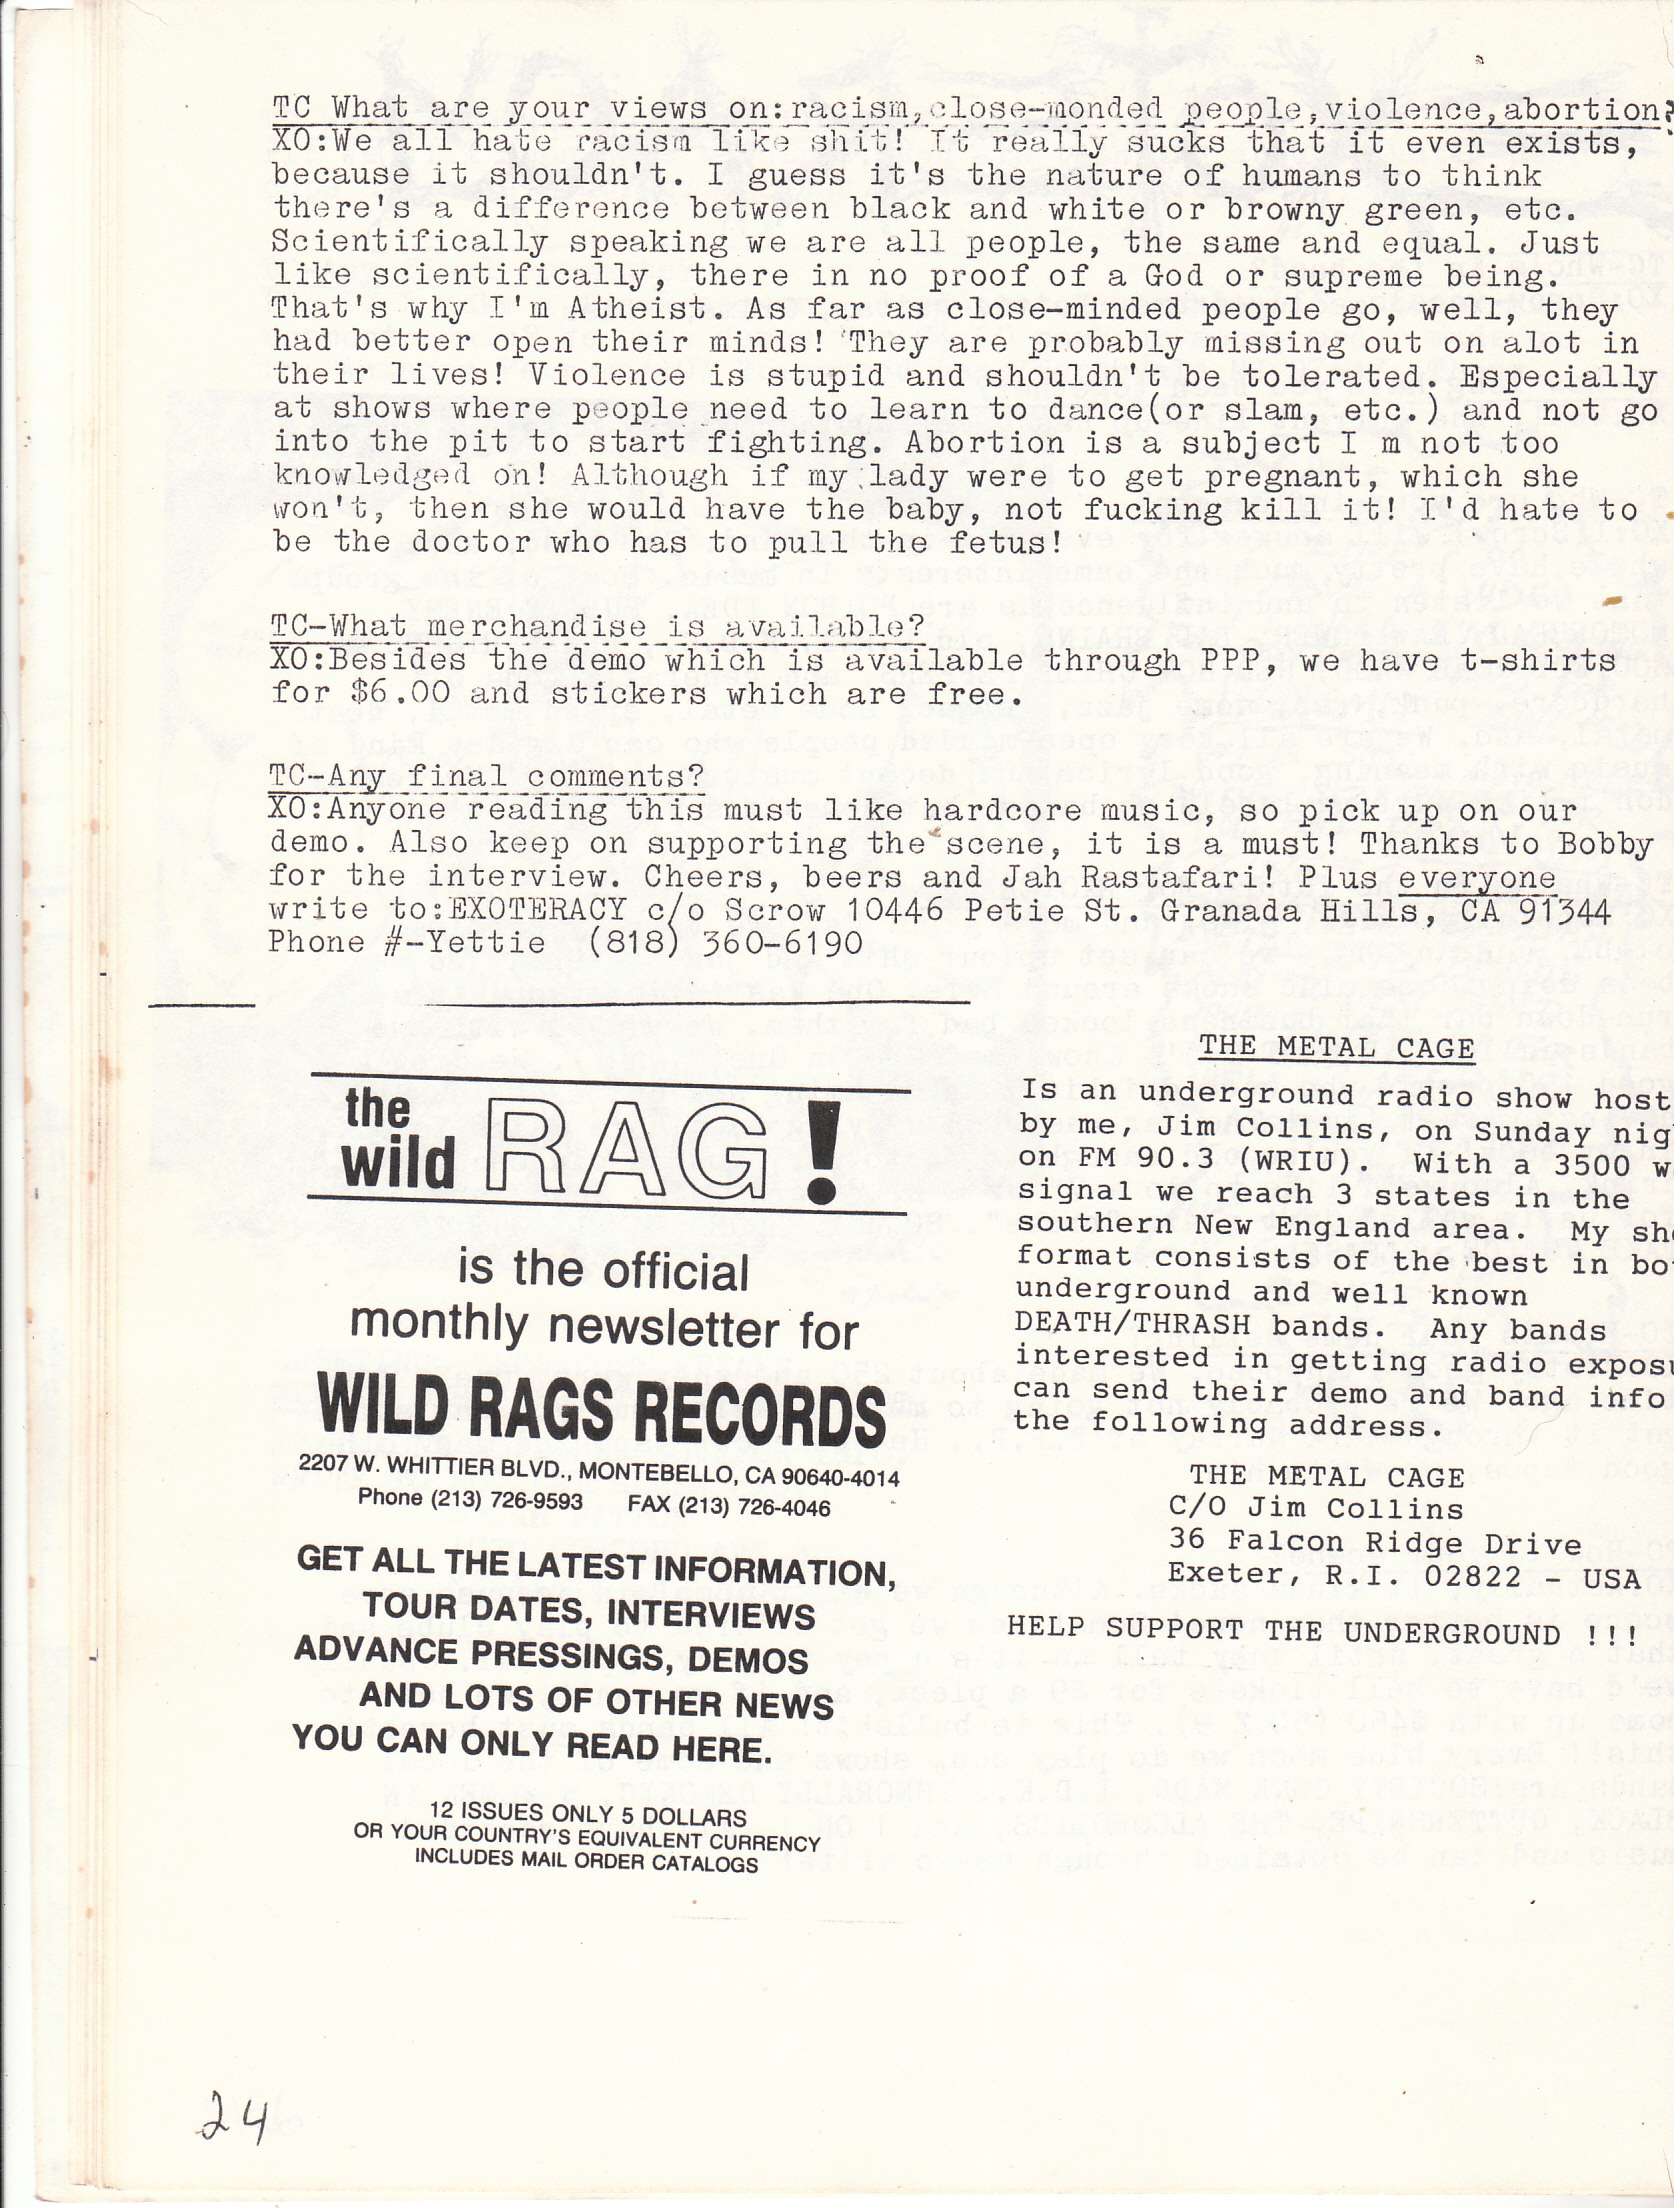 TC What are your views on:racism,close-monded people,violence,abortion?
XO:We all hate racism like shit! It really sucks that it even exists,
because it shouldn't. I guess it's the nature of humans to think
there's a difference between black and white or browny green, etc.
Scientifically speaking we are all people, the same and equal. Just
like scientifically, there in no proof of a God or supreme being.
That's why I'm Atheist. As far as close-minded people go, well, they
had better open their minds! They are probably missing out on alot in
their lives! Violence is stupid and shouldn't be tolerated. Especially
at shows where people need to learn to dance(or slam, etc.) and not go
into the pit to start fighting. Abortion is a subject I m not too
knowledged on! Although if my lady were to get pregnant, which she
won't, then she would have the baby, not fucking kill it! I'd hate to
be the doctor who has to pull the fetus!
TC-What merchandise is available?
XO:Besides the demo which is available through PPP, we have t-shirts
for $6.00 and stickers which are free.
TC-Any final comments?
XO:Anyone reading this must like hardcore music, so pick up on our
demo. Also keep on supporting the scene, it is a must! Thanks to Bobby
for the interview. Cheers, beers and Jah Rastafari! Plus everyone
write to:EXOTERACY c/o Scrow 10446 Petie St. Granada Hills, CA 91344
Phone #-Yettie (818) 360-6190
the wild RAG!
is the official
monthly newsletter for
WILD RAGS RECORDS
2207 W. WHITTIER BLVD., MONTEBELLO, CA 90640-4014
Phone (213) 726-9593 FAX (213) 726-4046
GET ALL THE LATEST INFORMATION,
TOUR DATES, INTERVIEWS
ADVANCE PRESSINGS, DEMOS
AND LOTS OF OTHER NEWS
YOU CAN ONLY READ HERE.
12 ISSUES ONLY 5 DOLLARS
OR YOUR COUNTRY'S EQUIVALENT CURRENCY
INCLUDES MAIL ORDER CATALOGS
THE METAL CAGE
Is an underground radio show host
by me, Jim Collins, on Sunday nig
on FM 90.3 (WRIU). With a 3500 w
signal we reach 3 states in the
southern New England area. My sh
format consists of the best in bo
underground and well known
DEATH/THRASH bands. Any bands
interested in getting radio expos
can send their demo and band info
the following address.
THE METAL CAGE
C/O Jim Collins
36 Falcon Ridge Drive
Exeter, R.I. 02822 - USA
HELP SUPPORT THE UNDERGROUND !!!
24